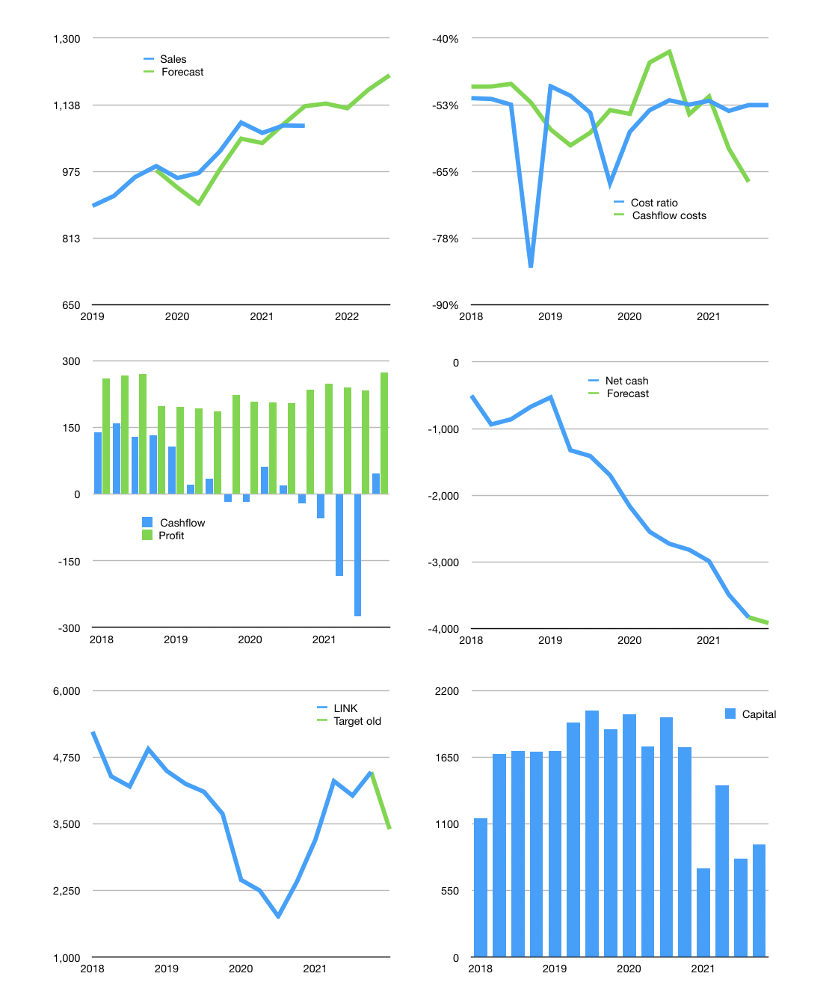 1,300
Sales
Forecast
1,138
975
813
650
2019 2020 2021 2022
-40%
-53%
-65%
Cost ratio
Cashflow costs
-78%
-90%
2018 2019 2020 2021
300
150
0
Cashflow
Profit
-150
-300
2018 2019 2020 2021
0
Net cash
Forecast
-1,000
-2,000
-3,000
-4,000
2018 2019 2020 2021
6,000
LINK
Target old
4,750
3,500
2,250
1,000
2018 2019 2020 2021
2200
Capital
1650
1100
550
0
2018 2019 2020 2021